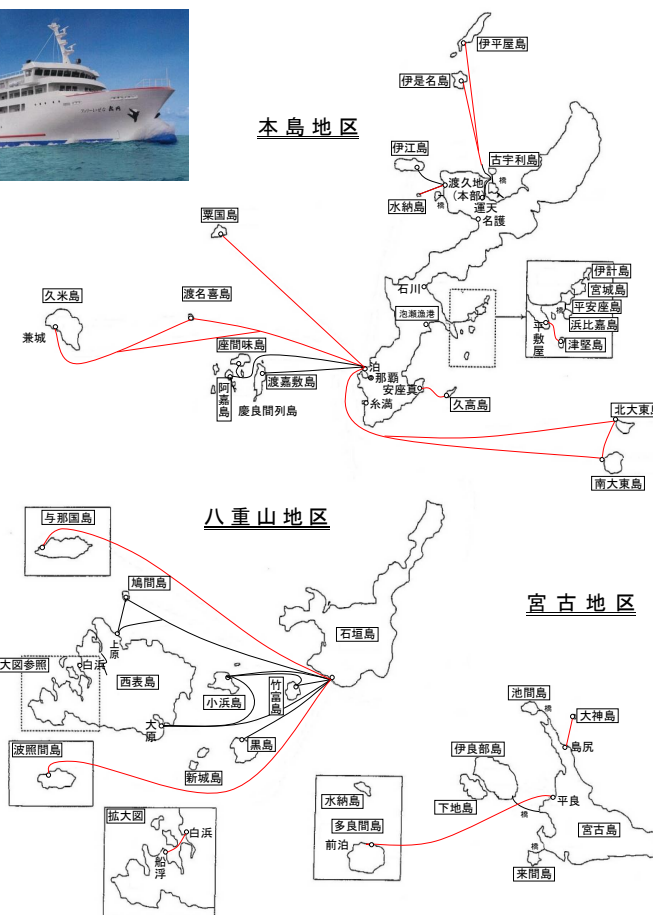 本島地区
伊平屋島
伊是名島
伊江島
古宇利島
橋
渡久地
(本部)
運天
水納島
橋
名護
粟国島
久米島
渡名喜島
兼城
石川
泡瀬漁港
伊計島
宮城島
橋
平安座島
浜比嘉島
平敷屋
津堅島
座間味島
阿嘉島
渡嘉敷島
慶良間列島
泊
那覇
安座真
糸満
久高島
北大東島
南大東島
八重山地区
与那国島
鳩間島
上原
石垣島
大図参照
白浜
西表島
小浜島
竹富島
大原
黒島
波照間島
新城島
拡大図
白浜
船浮
宮古地区
池間島
橋
大神島
島尻
伊良部島
下地島
平良
橋
宮古島
橋
来間島
水納島
多良間島
前泊